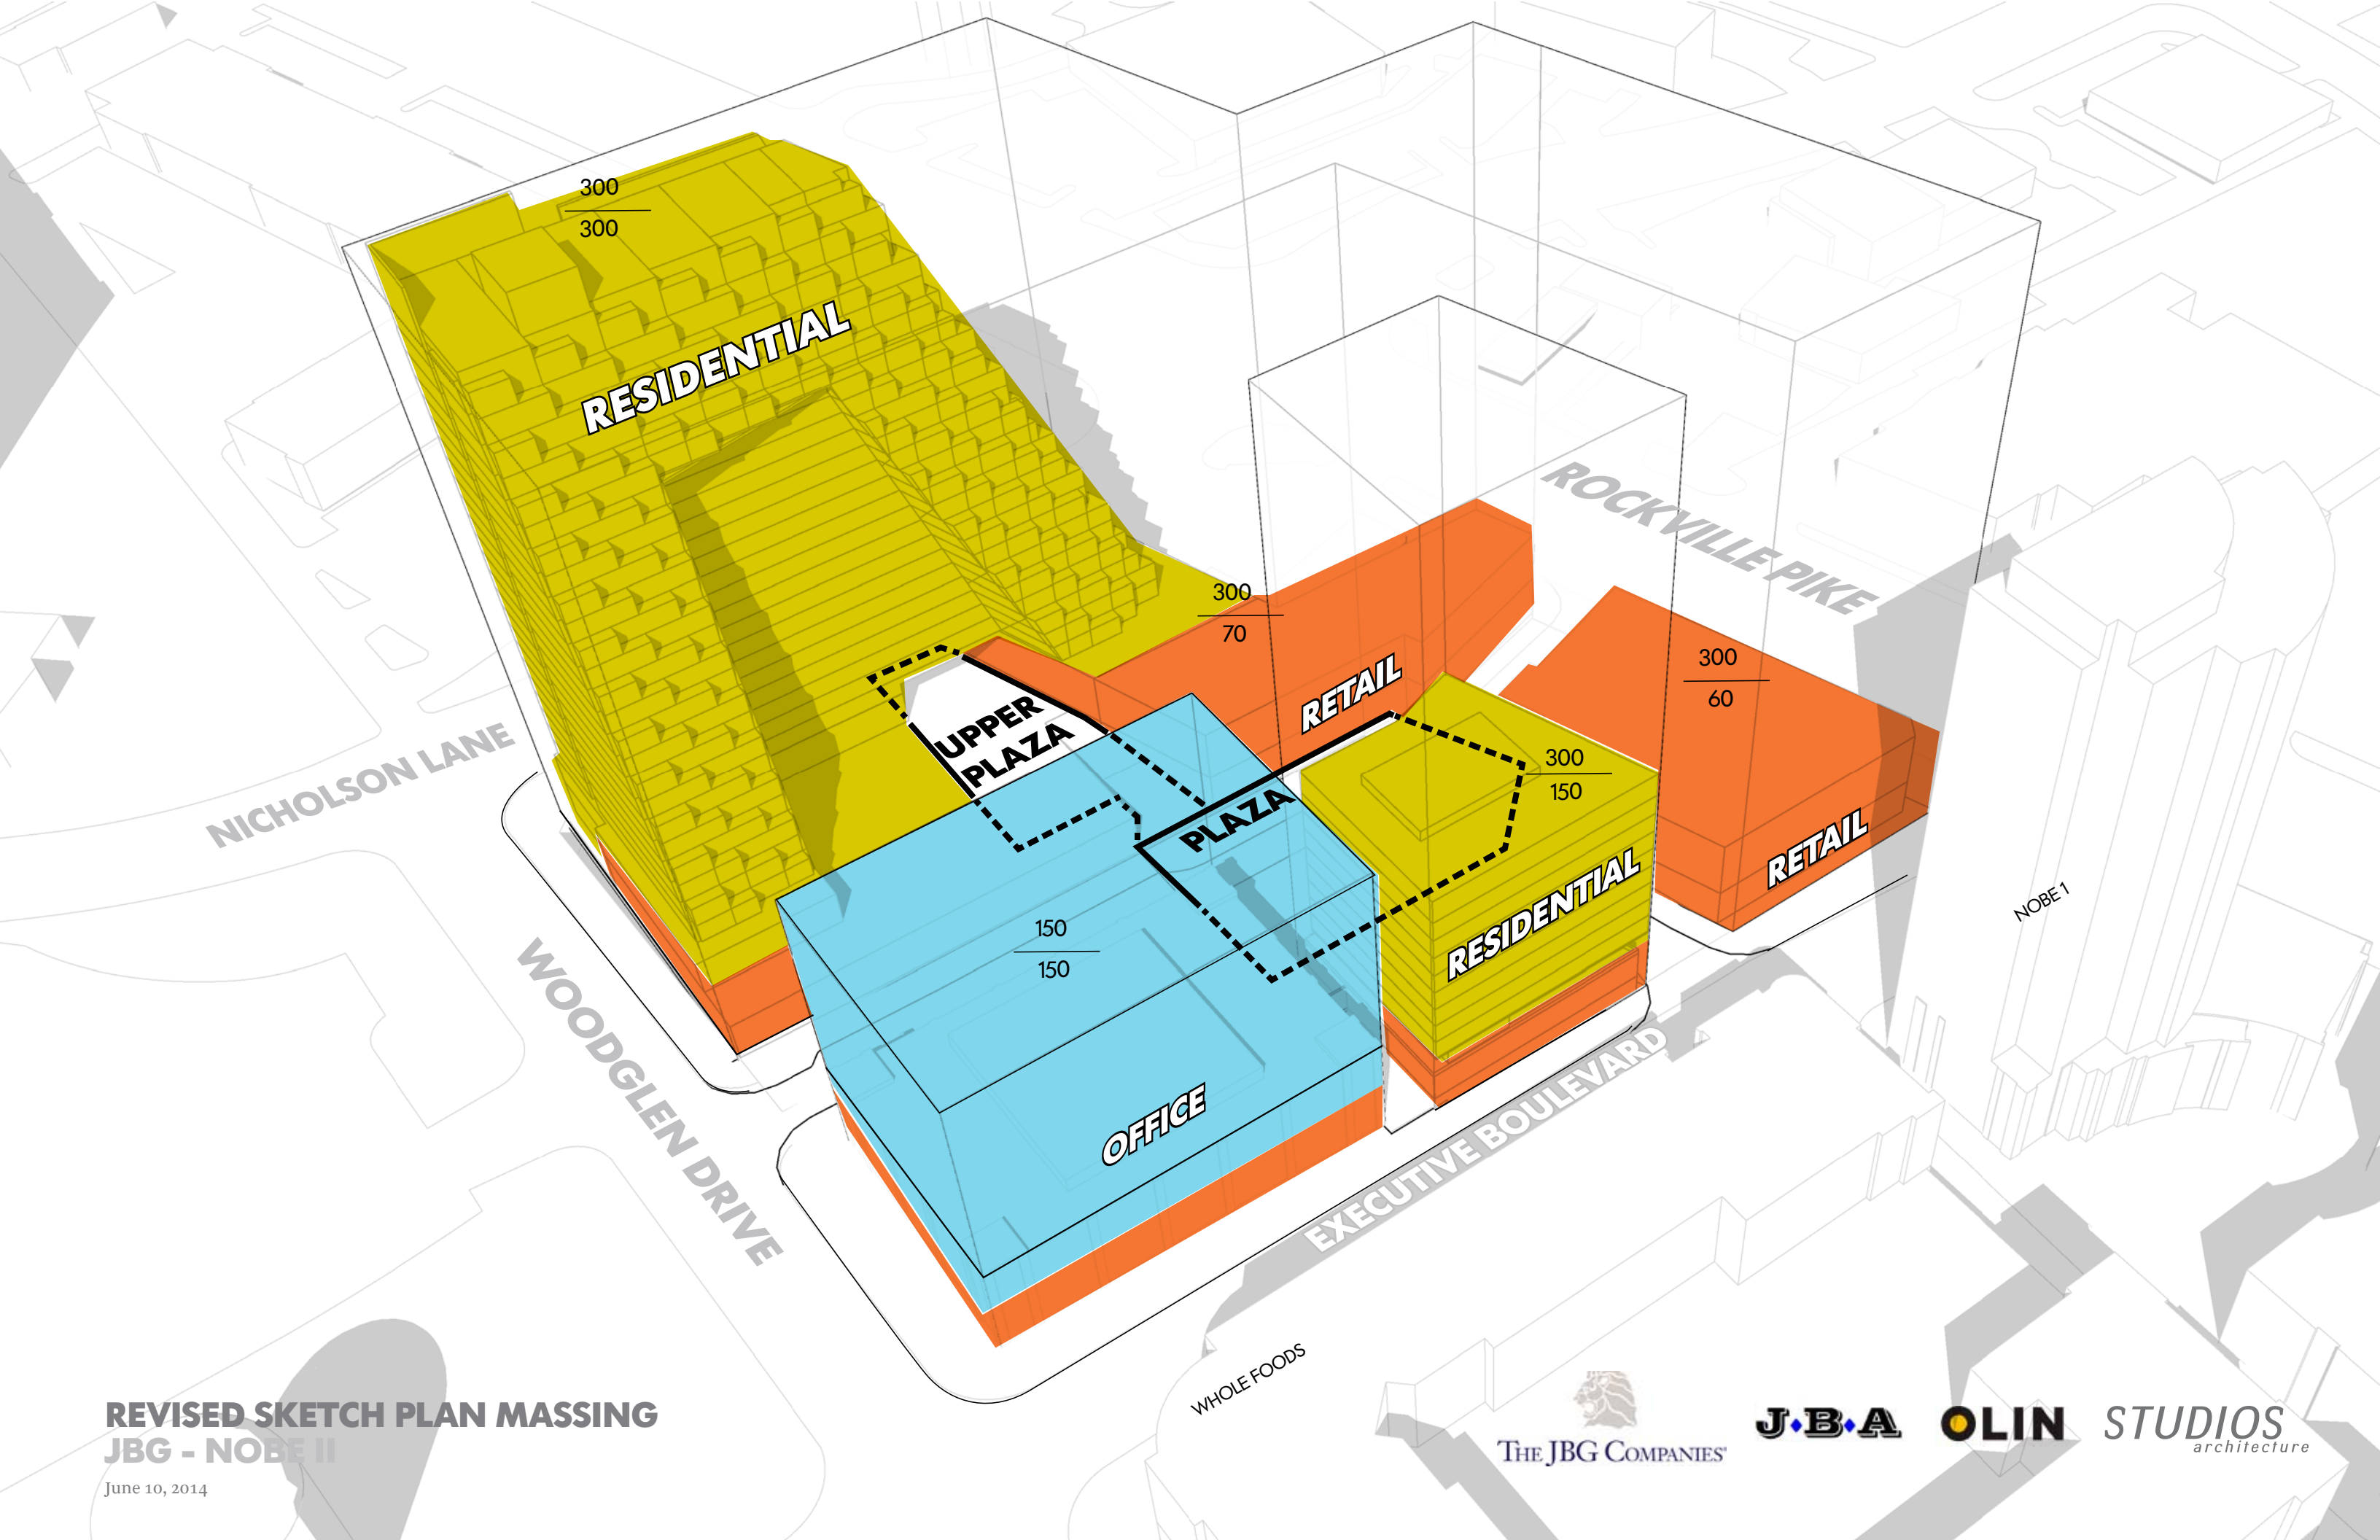 300
300
RESIDENTIAL
ROCKVILLE PIKE
300
70
RETAIL
300
60
UPPER
PLAZA
NICHOLSON LANE
PLAZA
300
150
RETAIL
RESIDENTIAL
NOBE 1
150
150
WOODGLEN DRIVE
OFFICE
EXECUTIVE BOULEVARD
WHOLE FOODS
REVISED SKETCH PLAN MASSING
JBG - NOBE II
June 10, 2014
THE JBG COMPANIES'
J•B•A
OLIN
STUDIOS
architecture